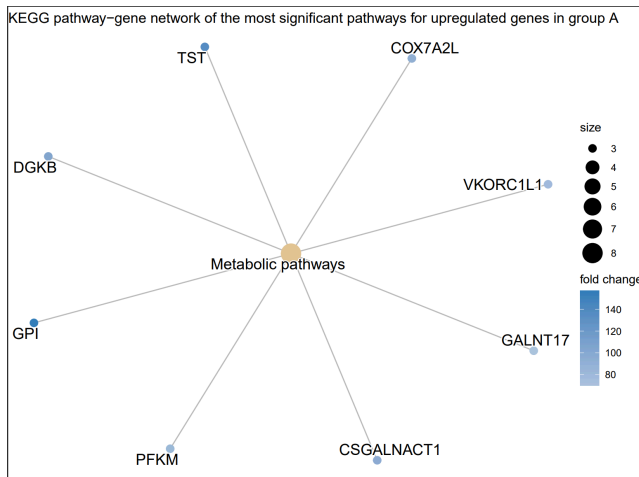 KEGG pathway−gene network of the most significant pathways for upregulated genes in group A
TST
COX7A2L
DGKB
VKORC1L1
Metabolic pathways
GPI
GALNT17
PFKM
CSGALNACT1
size
3
4
5
6
7
8
fold change
140
120
100
80